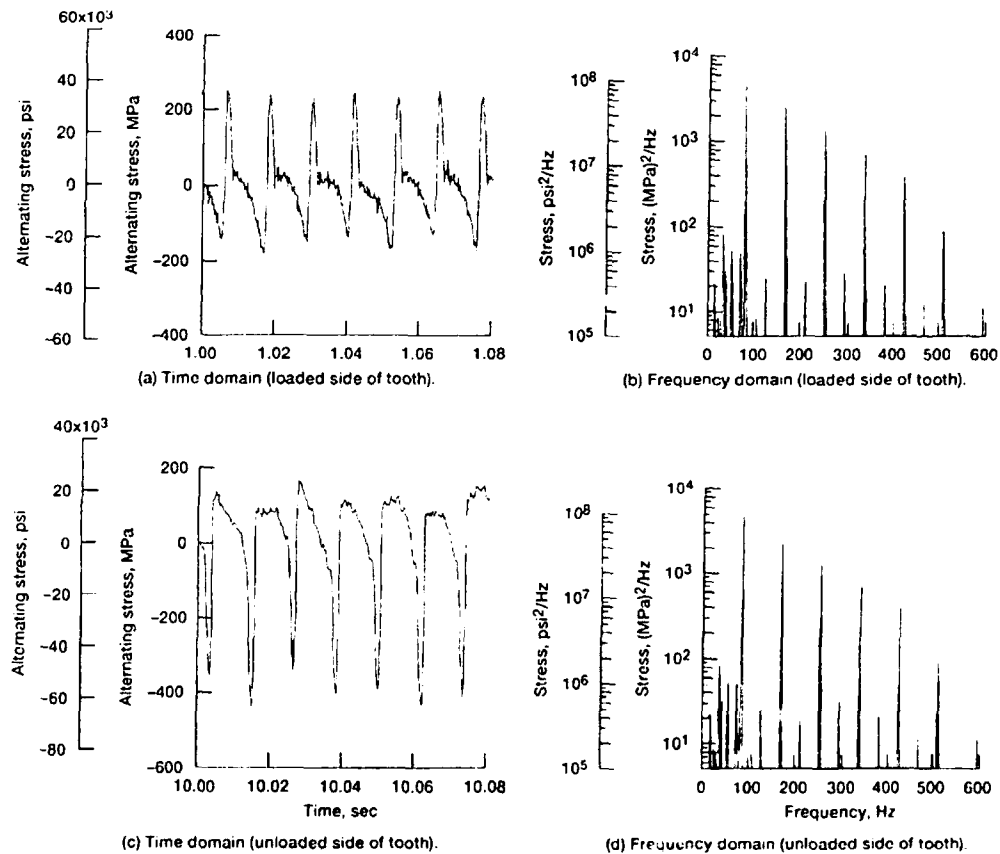 60x10³
40
20
0
-20
-40
-60
Alternating stress, psi
400
200
0
-200
-400
Alternating stress, MPa
1.00 1.02 1.04 1.06 1.08
(a) Time domain (loaded side of tooth).
10⁸
10⁷
10⁶
10⁵
Stress, psi²/Hz
10⁴
10³
10²
10¹
Stress, (MPa)²/Hz
0 100 200 300 400 500 600
(b) Frequency domain (loaded side of tooth).
40x10³
20
0
-20
-40
-60
-80
Alternating stress, psi
200
0
-200
-400
-600
Alternating stress, MPa
10.00 10.02 10.04 10.06 10.08
Time, sec
(c) Time domain (unloaded side of tooth).
10⁸
10⁷
10⁶
10⁵
Stress, psi²/Hz
10⁴
10³
10²
10¹
Stress, (MPa)²/Hz
0 100 200 300 400 500 600
Frequency, Hz
(d) Frequency domain (unloaded side of tooth).